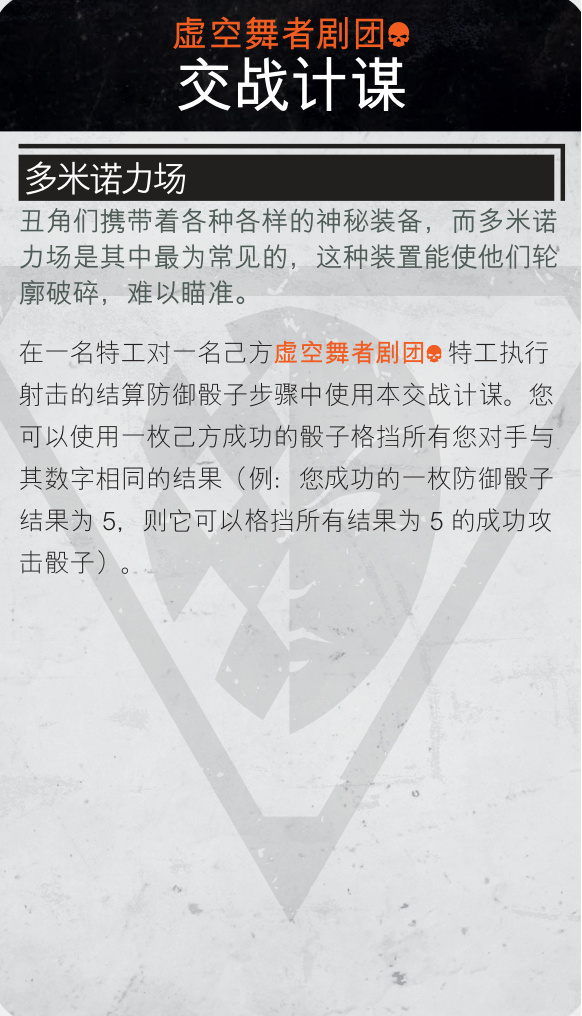 虚空舞者剧团
交战计谋
多米诺力场
丑角们携带着各种各样的神秘装备，而多米诺
力场是其中最为常见的，这种装置能使他们轮
廓破碎，难以瞄准。
在一名特工对一名己方虚空舞者剧团 特工执行
射击的结算防御骰子步骤中使用本交战计谋。您
可以使用一枚己方成功的骰子格挡所有您对手与
其数字相同的结果（例：您成功的一枚防御骰子
结果为 5，则它可以格挡所有结果为 5 的成功攻
击骰子）。